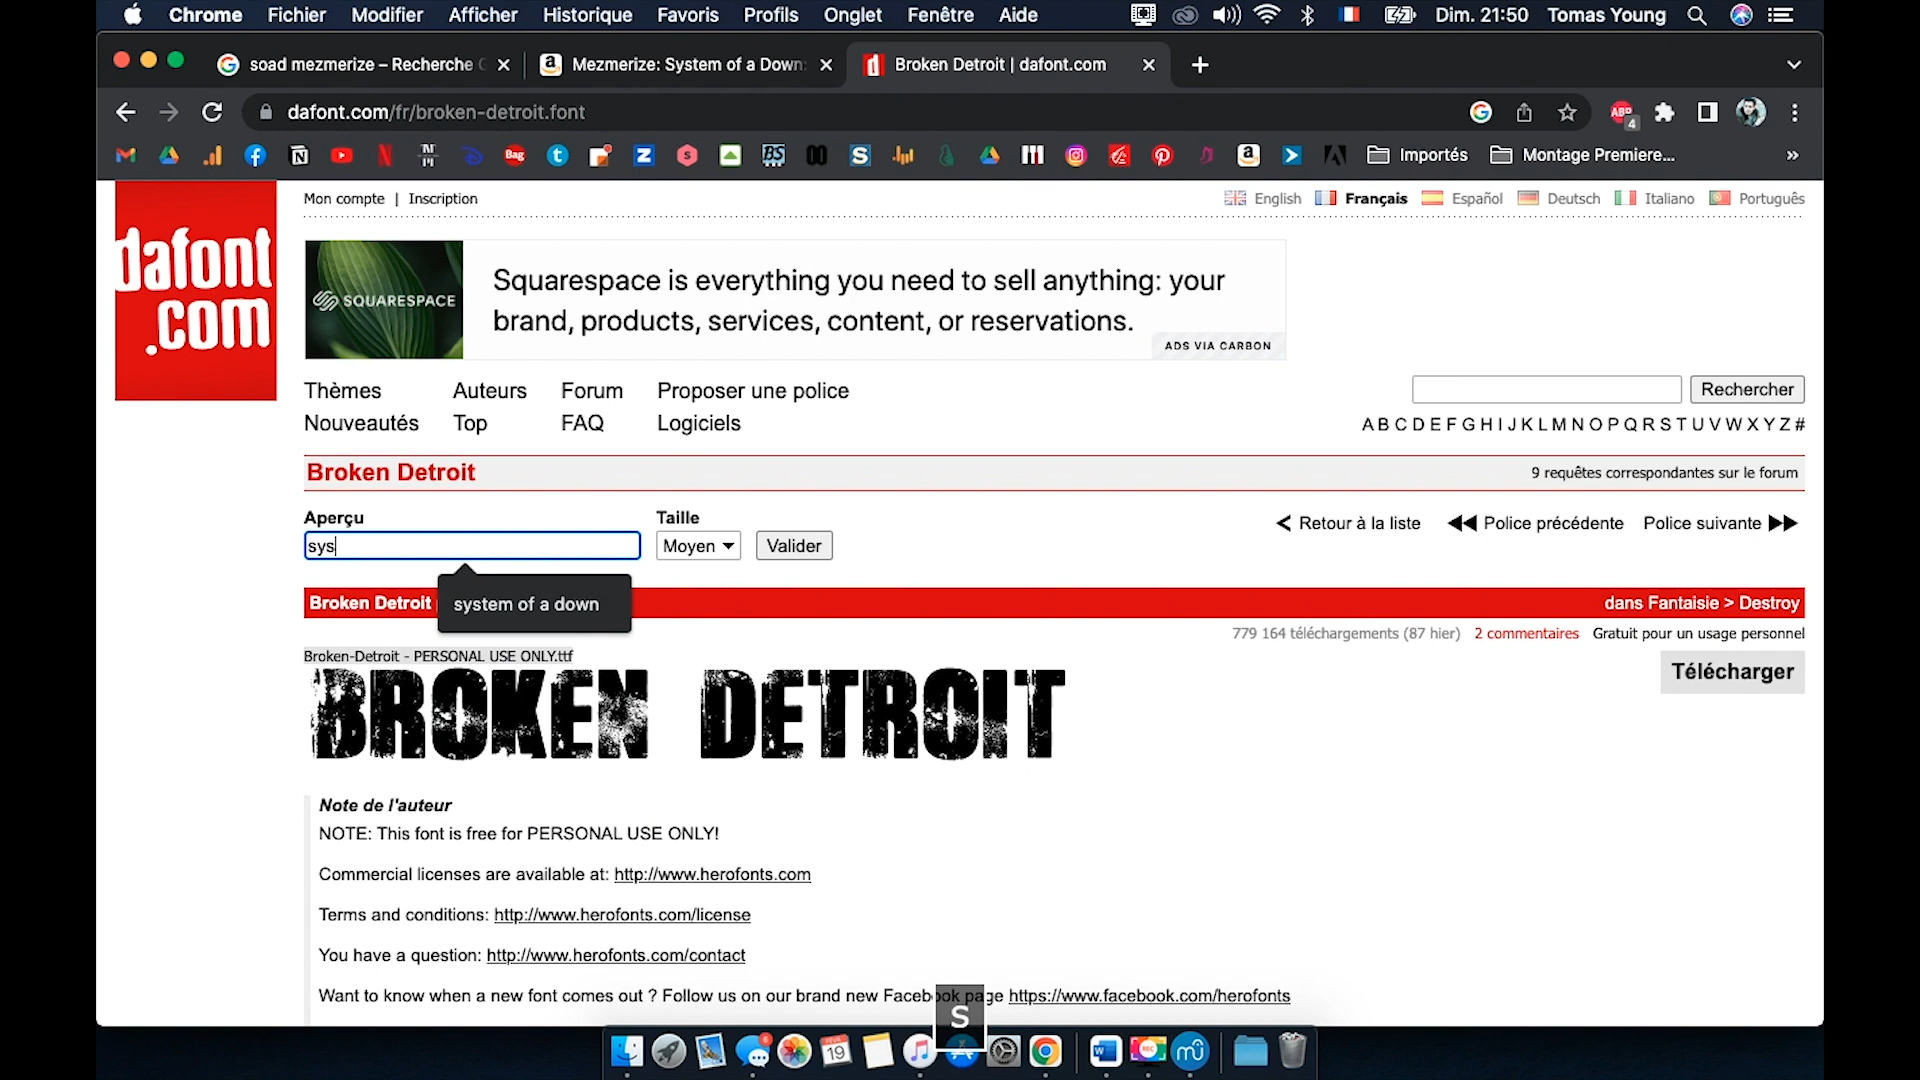 Chrome Fichier Modifier Afficher Historique Favoris Profils Onglet Fenêtre Aide Dim. 21:50 Tomas Young
soad mezmerize – Recherche G Mezmerize: System of a Down: Broken Detroit | dafont.com
dafont.com/fr/broken-detroit.font ABP 4
Bag BS Importés Montage Premiere...
dafont
.com
Mon compte | Inscription English Français Español Deutsch Italiano Português
SQUARESPACE
Squarespace is everything you need to sell anything: your
brand, products, services, content, or reservations.
ADS VIA CARBON
Thèmes Auteurs Forum Proposer une police Rechercher
Nouveautés Top FAQ Logiciels A B C D E F G H I J K L M N O P Q R S T U V W X Y Z #
Broken Detroit 9 requêtes correspondantes sur le forum
Aperçu Taille
sys Moyen Valider Retour à la liste Police précédente Police suivante
system of a down
Broken Detroit dans Fantaisie > Destroy
779 164 téléchargements (87 hier) 2 commentaires Gratuit pour un usage personnel
Broken-Detroit - PERSONAL USE ONLY.ttf
Télécharger
BROKEN DETROIT
Note de l'auteur
NOTE: This font is free for PERSONAL USE ONLY!
Commercial licenses are available at: http://www.herofonts.com
Terms and conditions: http://www.herofonts.com/license
You have a question: http://www.herofonts.com/contact
Want to know when a new font comes out ? Follow us on our brand new Facebook page https://www.facebook.com/herofonts
S
19